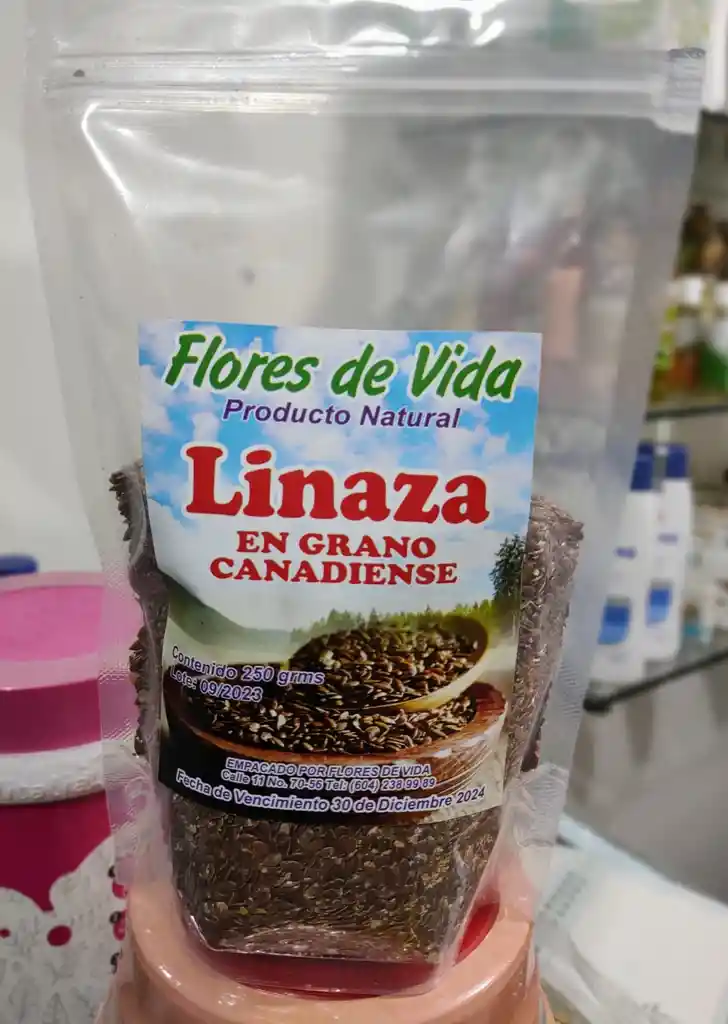 Flores de Vida
Producto Natural
Linaza
EN GRANO
CANADIENSE
Contenido 250 grms
Lote: 09/2023
EMPACADO POR FLORES DE VIDA
Calle 11 No. 70-56 Tel: (604) 238 99 89
Fecha de Vencimiento 30 de Diciembre 2024